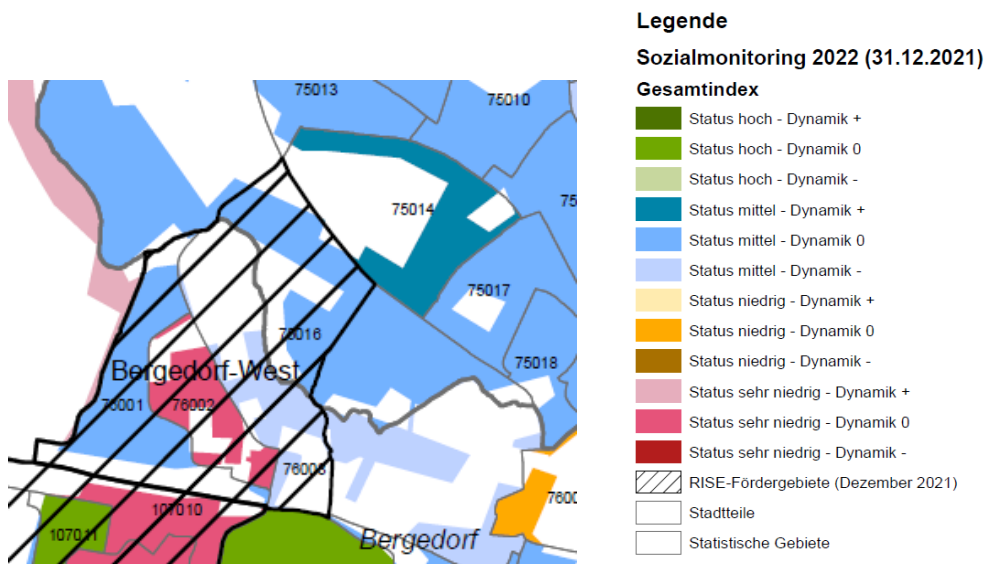 75013
75010
75
75014
75017
75016
75018
Bergedorf-West
76001
76002
76003
7600
107010
107011
Bergedorf
Legende
Sozialmonitoring 2022 (31.12.2021)
Gesamtindex
Status hoch - Dynamik +
Status hoch - Dynamik 0
Status hoch - Dynamik -
Status mittel - Dynamik +
Status mittel - Dynamik 0
Status mittel - Dynamik -
Status niedrig - Dynamik +
Status niedrig - Dynamik 0
Status niedrig - Dynamik -
Status sehr niedrig - Dynamik +
Status sehr niedrig - Dynamik 0
Status sehr niedrig - Dynamik -
RISE-Fördergebiete (Dezember 2021)
Stadtteile
Statistische Gebiete